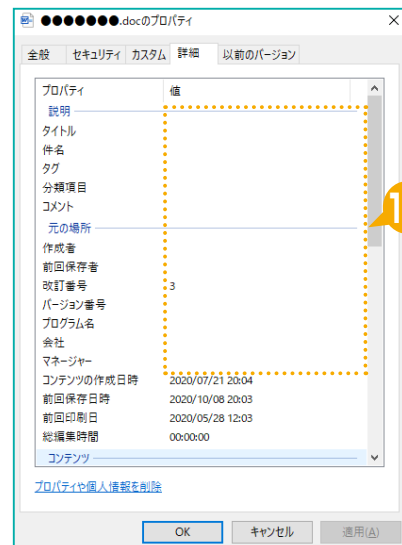 ●●●●●●●.docのプロパティ
全般 セキュリティ カスタム 詳細 以前のバージョン
プロパティ 値
説明
タイトル
件名
タグ
分類項目
コメント
元の場所
作成者
前回保存者
改訂番号 3
バージョン番号
プログラム名
会社
マネージャー
コンテンツの作成日時 2020/07/21 20:04
前回保存日時 2020/10/08 20:03
前回印刷日 2020/05/28 12:03
総編集時間 00:00:00
コンテンツ
プロパティや個人情報を削除
OK キャンセル 適用(A)